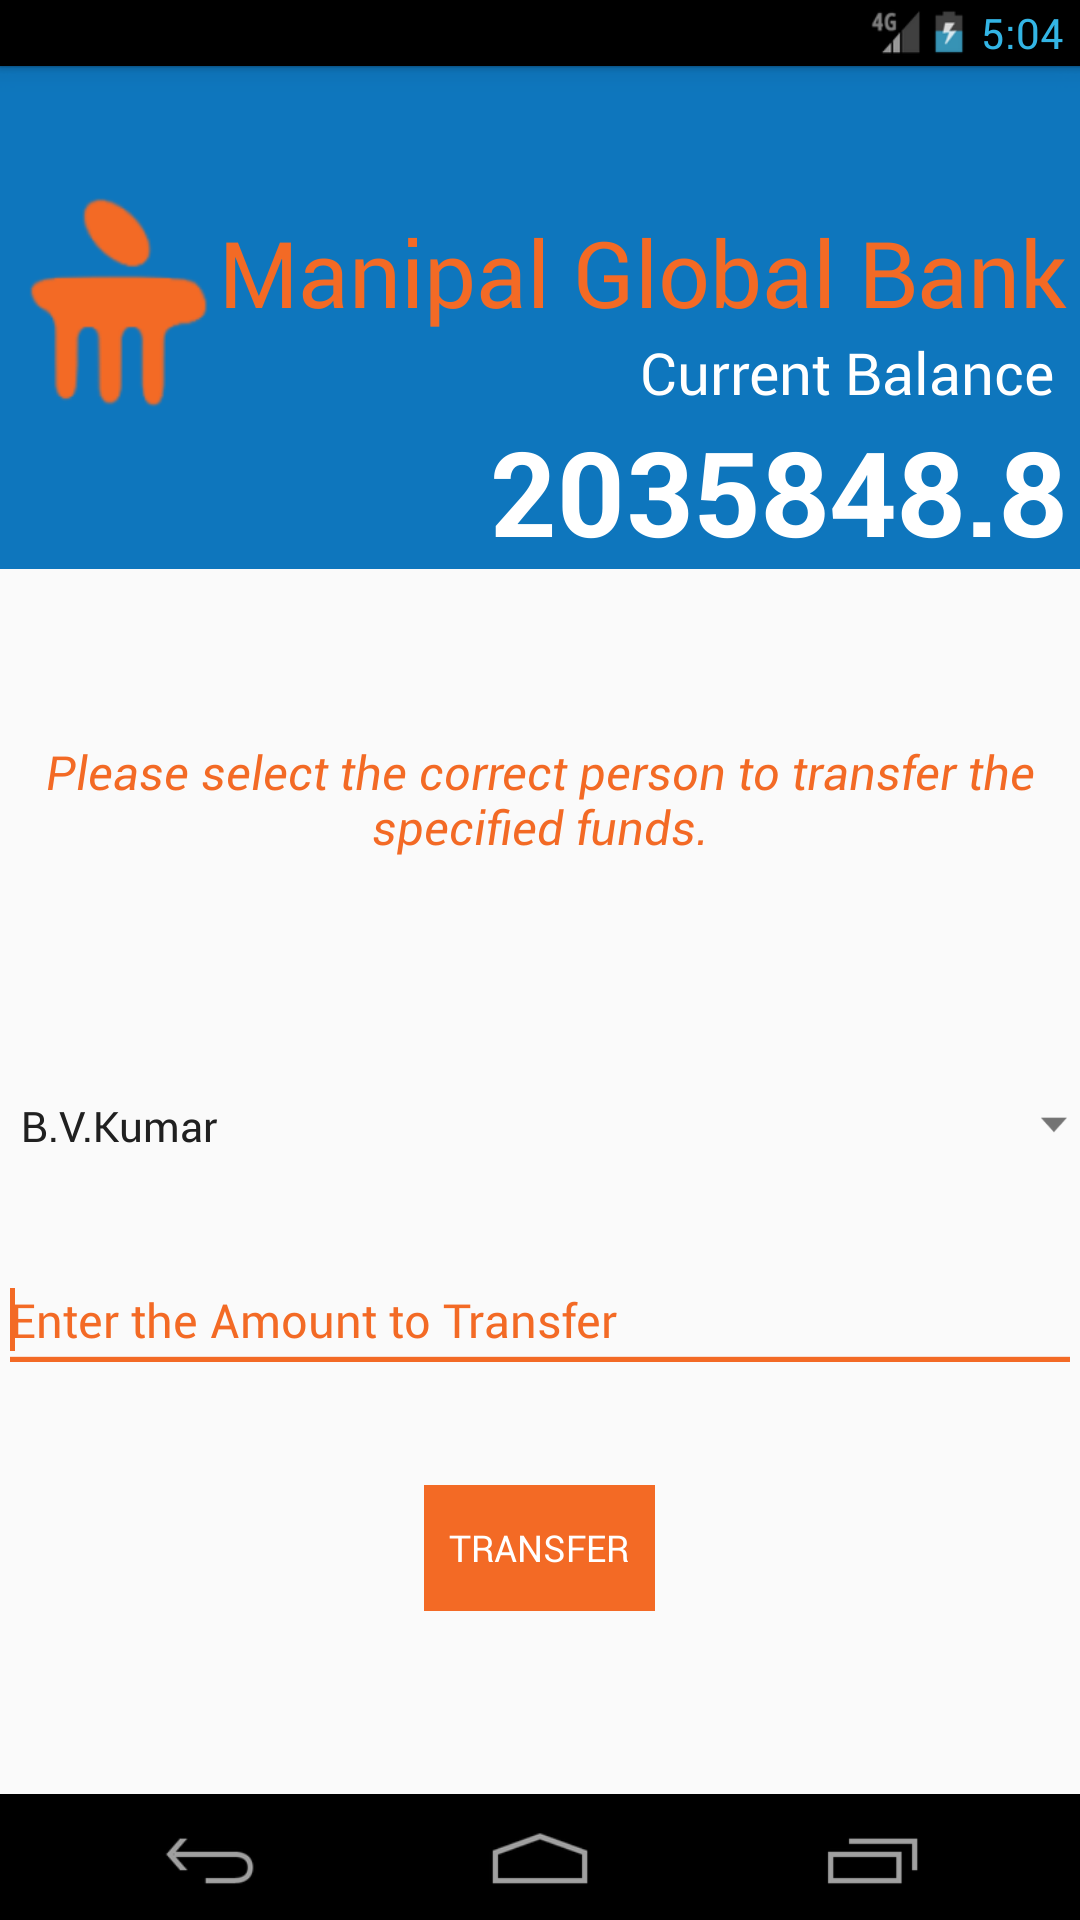 4G 5:04
Manipal Global Bank
Current Balance
2035848.8
Please select the correct person to transfer the
specified funds.
B.V.Kumar
Enter the Amount to Transfer
TRANSFER